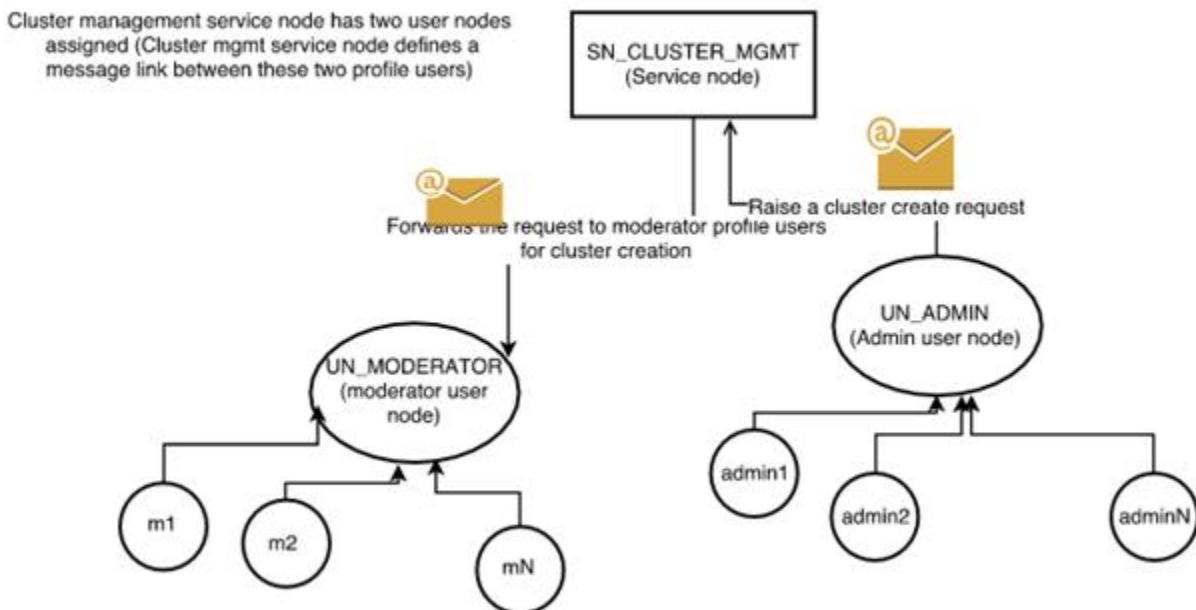 Cluster management service node has two user nodes
assigned (Cluster mgmt service node defines a
message link between these two profile users)
SN_CLUSTER_MGMT
(Service node)
@
@
Raise a cluster create request
Forwards the request to moderator profile users
for cluster creation
UN_ADMIN
(Admin user node)
UN_MODERATOR
(moderator user
node)
admin1
admin2
adminN
m1
m2
mN